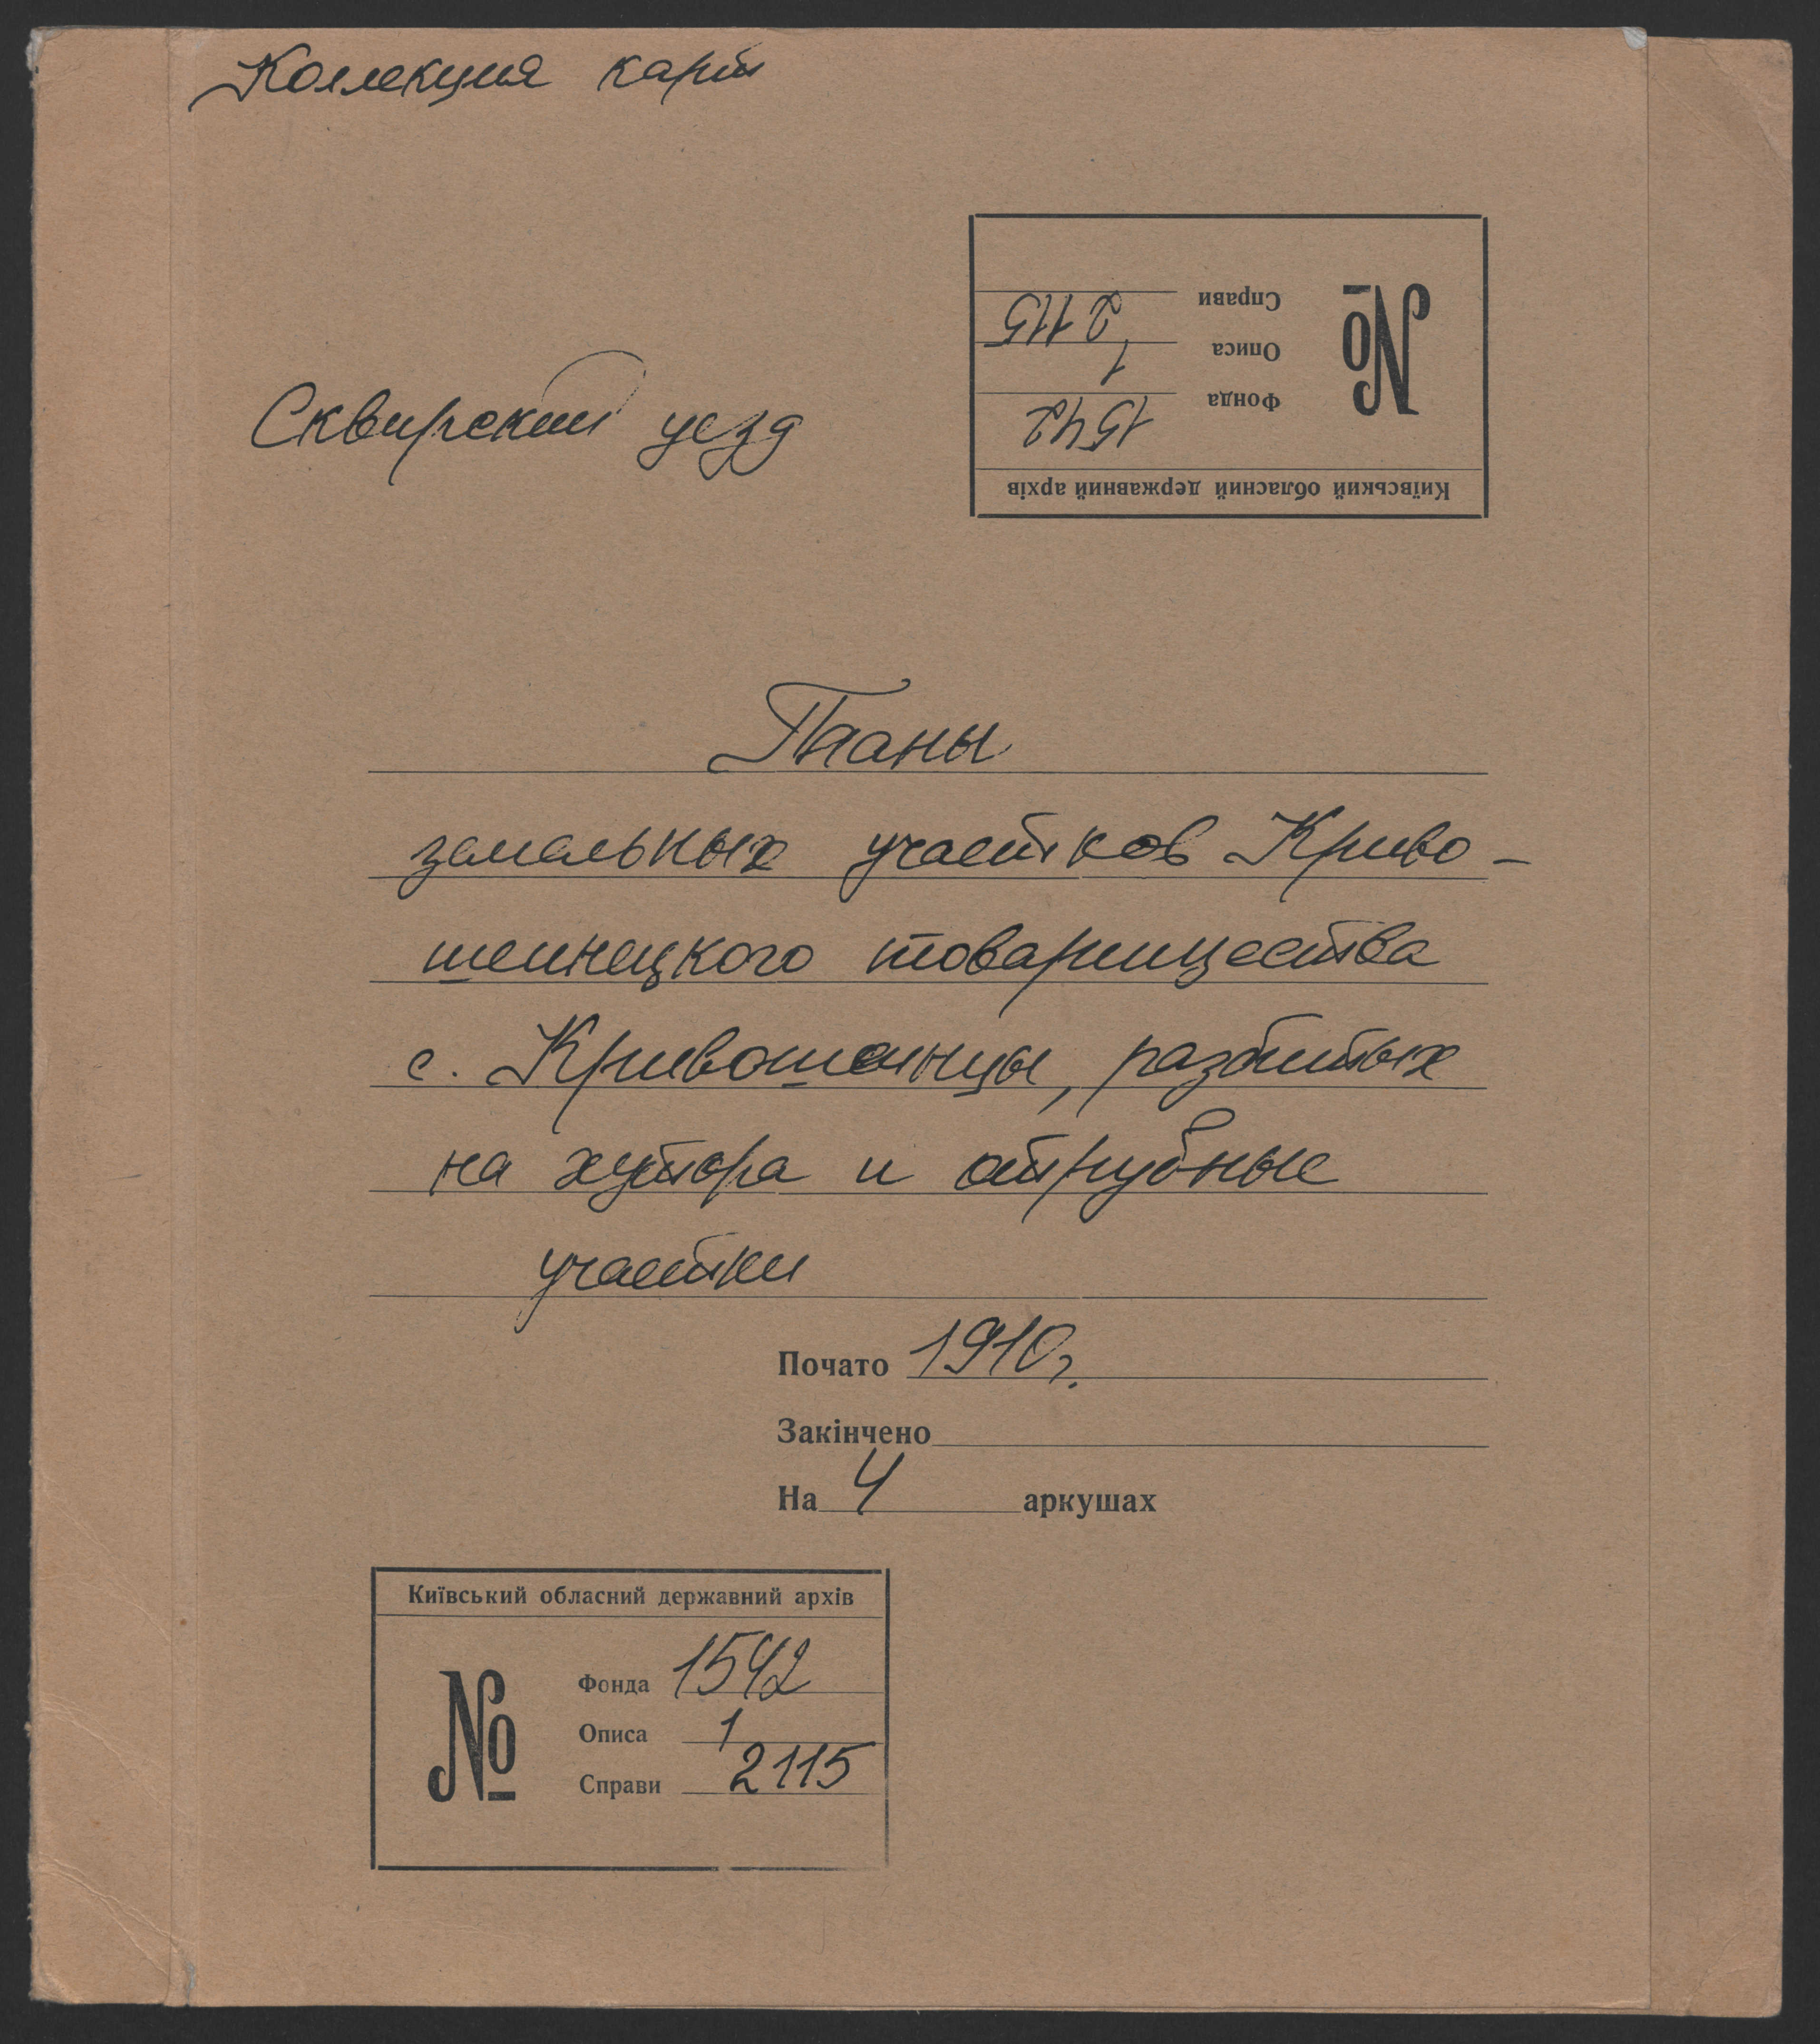 Коллекция карт
Київський обласний державний архів
№
Фонда 1542
Описа 1
Справи 2115
Сквирский уезд
Планы
земельных участков Криво-
шеинецкого товарищества
с. Кривошеинцы, разбитых
на хутора и отрубные
участки
Почато 1910 г.
Закінчено
На 4 аркушах
Київський обласний державний архів
№
Фонда 1542
Описа 1
Справи 2115